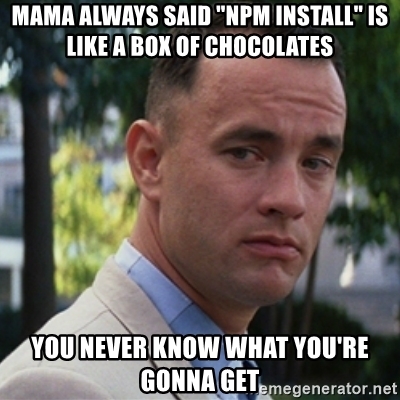 MAMA ALWAYS SAID "NPM INSTALL" IS
LIKE A BOX OF CHOCOLATES
YOU NEVER KNOW WHAT YOU'RE
GONNA GET
emegenerator.net